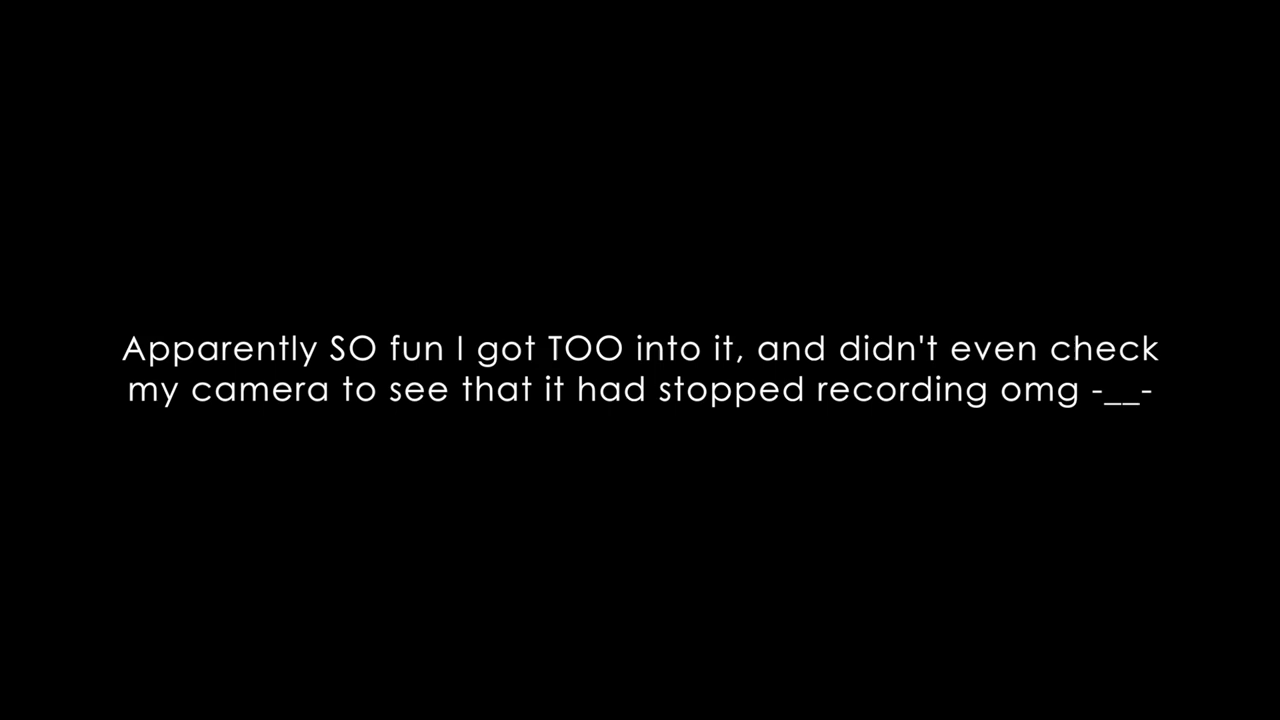 Apparently SO fun I got TOO into it, and didn't even check
my camera to see that it had stopped recording omg -__-